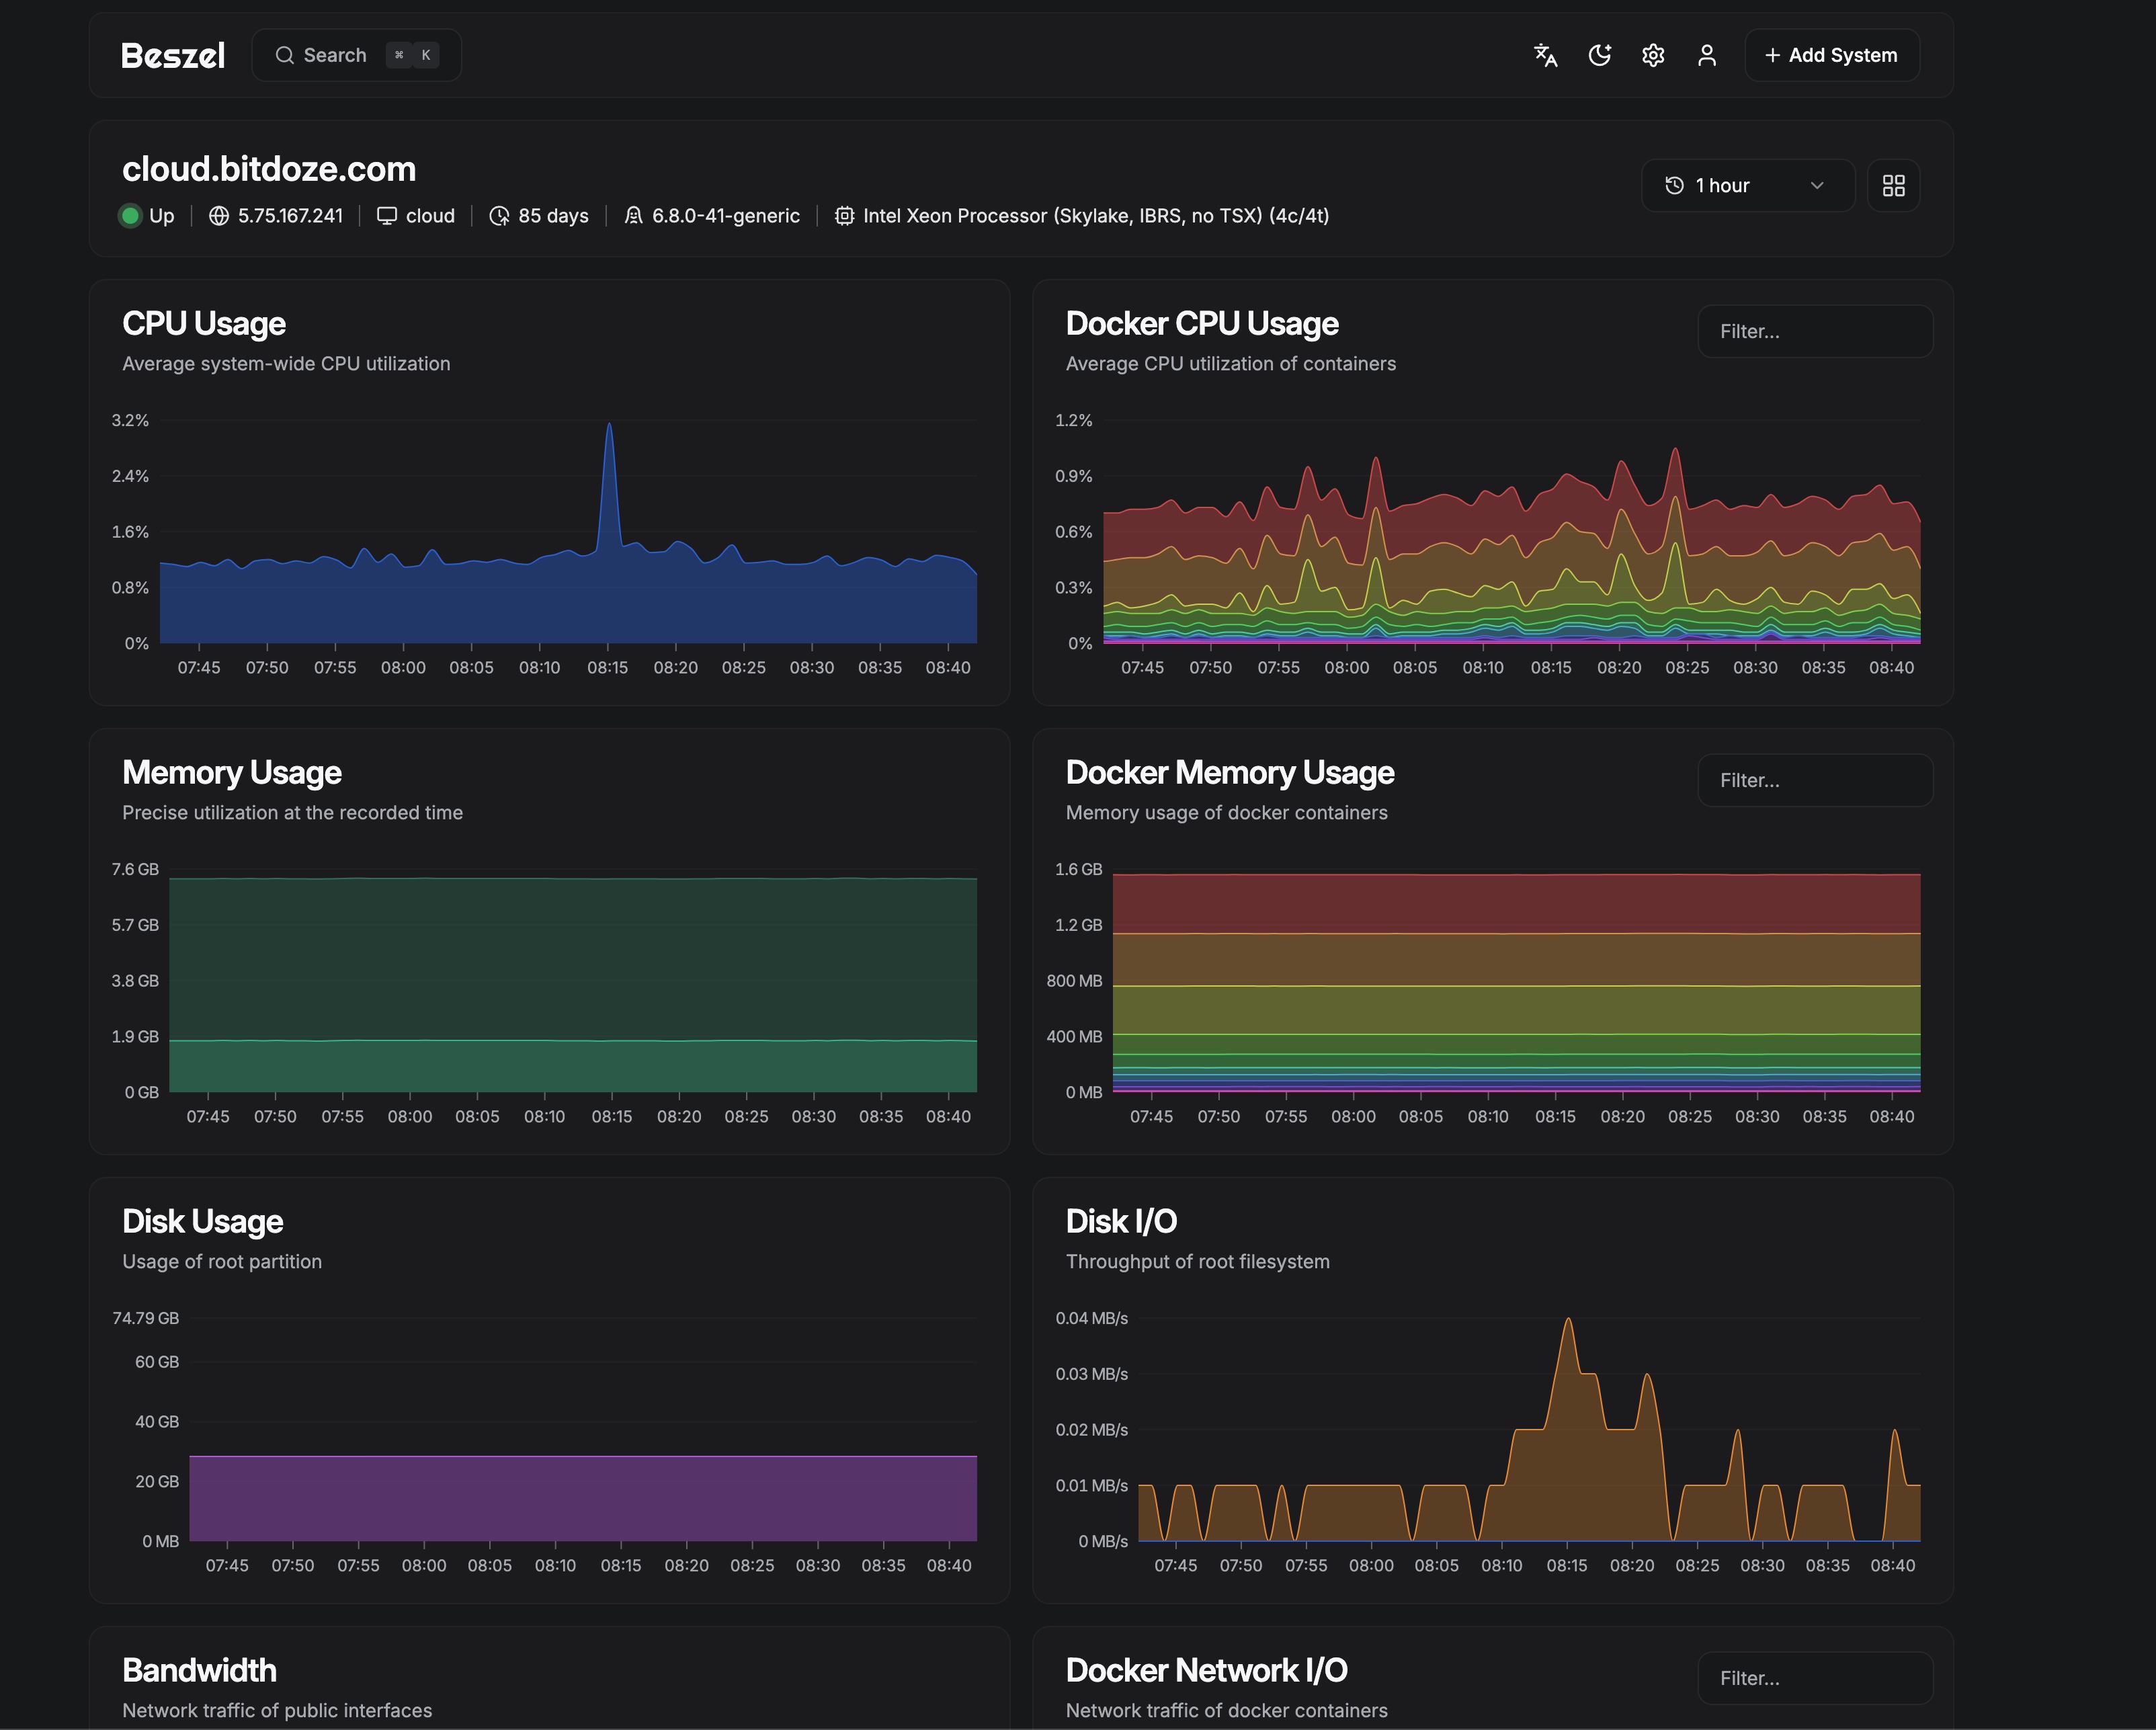 Beszel
Search ⌘ K
Add System
cloud.bitdoze.com
Up 5.75.167.241 cloud 85 days 6.8.0-41-generic Intel Xeon Processor (Skylake, IBRS, no TSX) (4c/4t)
1 hour
CPU Usage
Average system-wide CPU utilization
3.2%
2.4%
1.6%
0.8%
0%
07:45 07:50 07:55 08:00 08:05 08:10 08:15 08:20 08:25 08:30 08:35 08:40
Docker CPU Usage
Average CPU utilization of containers
Filter...
1.2%
0.9%
0.6%
0.3%
0%
07:45 07:50 07:55 08:00 08:05 08:10 08:15 08:20 08:25 08:30 08:35 08:40
Memory Usage
Precise utilization at the recorded time
7.6 GB
5.7 GB
3.8 GB
1.9 GB
0 GB
07:45 07:50 07:55 08:00 08:05 08:10 08:15 08:20 08:25 08:30 08:35 08:40
Docker Memory Usage
Memory usage of docker containers
Filter...
1.6 GB
1.2 GB
800 MB
400 MB
0 MB
07:45 07:50 07:55 08:00 08:05 08:10 08:15 08:20 08:25 08:30 08:35 08:40
Disk Usage
Usage of root partition
74.79 GB
60 GB
40 GB
20 GB
0 MB
07:45 07:50 07:55 08:00 08:05 08:10 08:15 08:20 08:25 08:30 08:35 08:40
Disk I/O
Throughput of root filesystem
0.04 MB/s
0.03 MB/s
0.02 MB/s
0.01 MB/s
0 MB/s
07:45 07:50 07:55 08:00 08:05 08:10 08:15 08:20 08:25 08:30 08:35 08:40
Bandwidth
Network traffic of public interfaces
Docker Network I/O
Network traffic of docker containers
Filter...